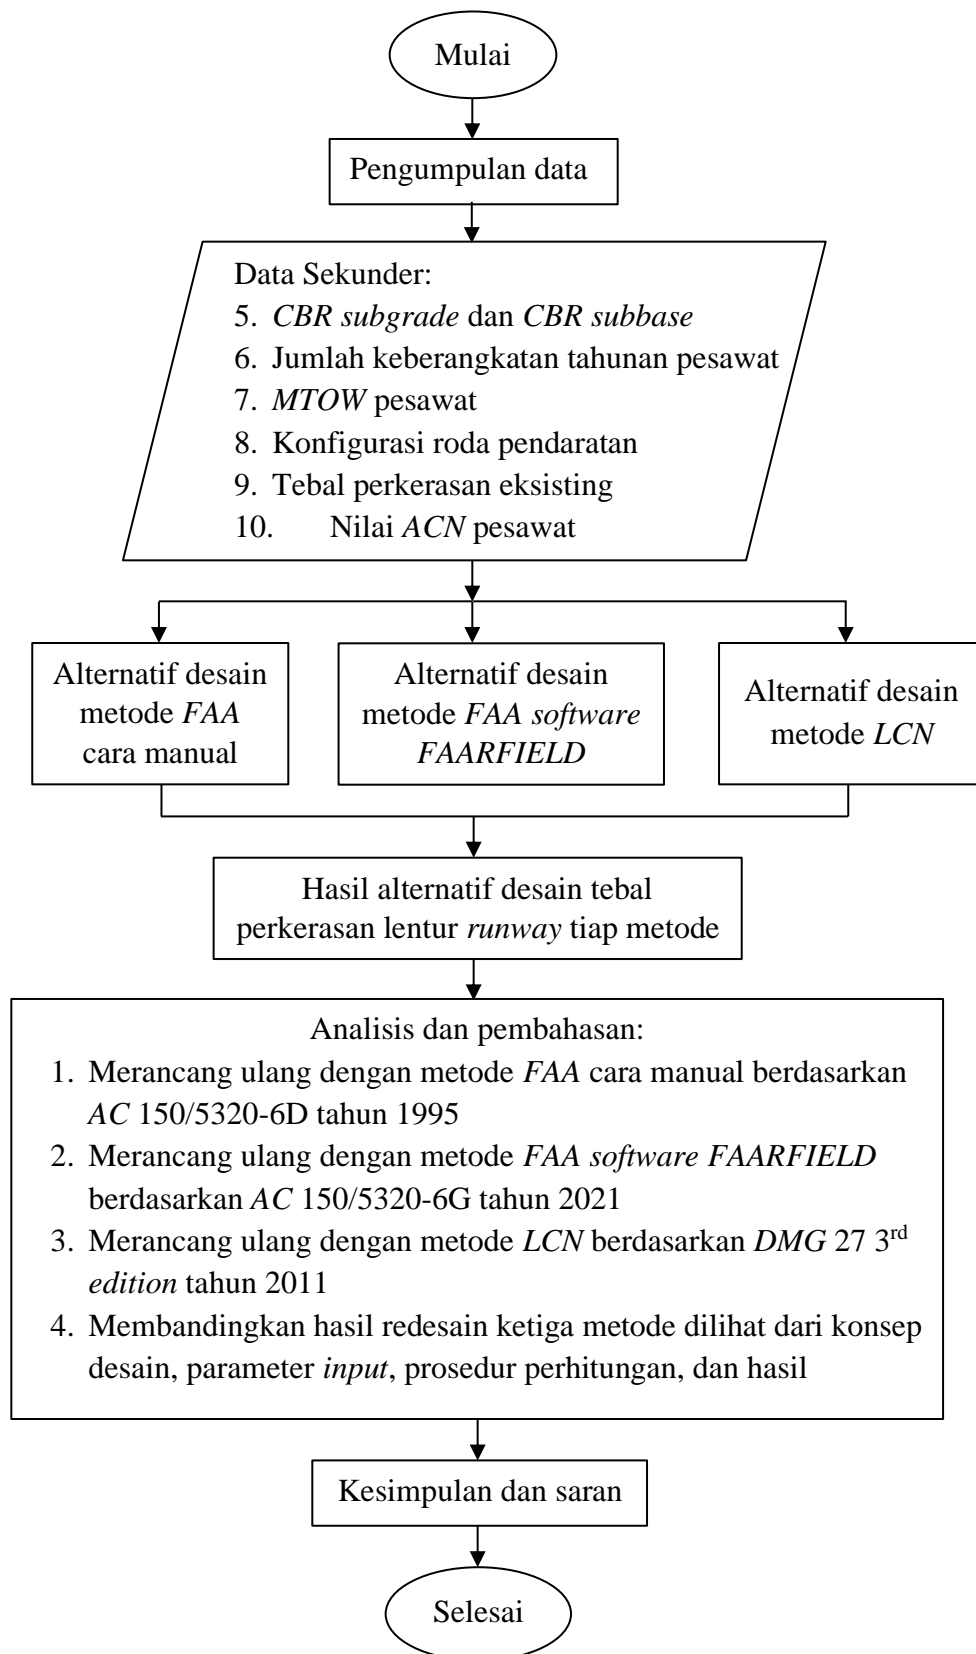 Mulai
Pengumpulan data
Data Sekunder:
5. CBR subgrade dan CBR subbase
6. Jumlah keberangkatan tahunan pesawat
7. MTOW pesawat
8. Konfigurasi roda pendaratan
9. Tebal perkerasan eksisting
10. Nilai ACN pesawat
Alternatif desain
metode FAA
cara manual
Alternatif desain
metode FAA software
FAARFIELD
Alternatif desain
metode LCN
Hasil alternatif desain tebal
perkerasan lentur runway tiap metode
Analisis dan pembahasan:
1. Merancang ulang dengan metode FAA cara manual berdasarkan
AC 150/5320-6D tahun 1995
2. Merancang ulang dengan metode FAA software FAARFIELD
berdasarkan AC 150/5320-6G tahun 2021
3. Merancang ulang dengan metode LCN berdasarkan DMG 27 3rd
edition tahun 2011
4. Membandingkan hasil redesain ketiga metode dilihat dari konsep
desain, parameter input, prosedur perhitungan, dan hasil
Kesimpulan dan saran
Selesai